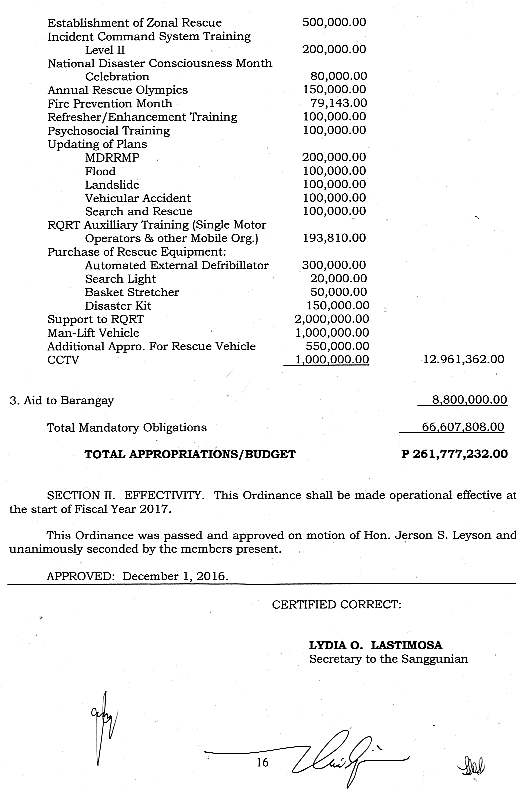 Establishment of Zonal Rescue 500,000.00
Incident Command System Training
Level II 200,000.00
National Disaster Consciousness Month
Celebration 80,000.00
Annual Rescue Olympics 150,000.00
Fire Prevention Month 79,143.00
Refresher/Enhancement Training 100,000.00
Psychosocial Training 100,000.00
Updating of Plans
MDRRMP 200,000.00
Flood 100,000.00
Landslide 100,000.00
Vehicular Accident 100,000.00
Search and Rescue 100,000.00
RQRT Auxilliary Training (Single Motor
Operators & other Mobile Org.) 193,810.00
Purchase of Rescue Equipment:
Automated External Defribillator 300,000.00
Search Light 20,000.00
Basket Stretcher 50,000.00
Disaster Kit 150,000.00
Support to RQRT 2,000,000.00
Man-Lift Vehicle 1,000,000.00
Additional Appro. For Rescue Vehicle 550,000.00
CCTV 1,000,000.00 12.961,362.00
3. Aid to Barangay 8,800,000.00
Total Mandatory Obligations 66,607,808.00
TOTAL APPROPRIATIONS/BUDGET P 261,777,232.00
SECTION II. EFFECTIVITY. This Ordinance shall be made operational effective at
the start of Fiscal Year 2017.
This Ordinance was passed and approved on motion of Hon. Jerson S. Leyson and
unanimously seconded by the members present.
APPROVED: December 1, 2016.
CERTIFIED CORRECT:
LYDIA O. LASTIMOSA
Secretary to the Sanggunian
16